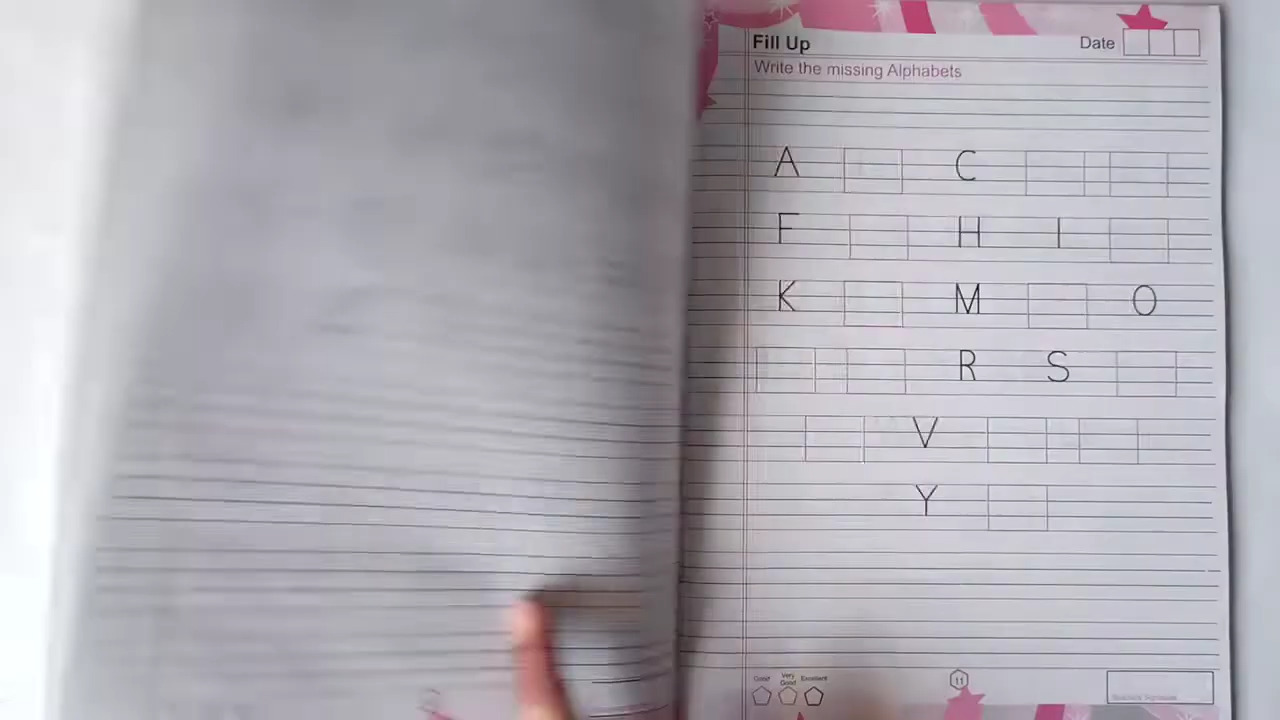 Fill Up
Date
Write the missing Alphabets
A C
F H I
K M O
R S
V
Y
Good Very Good Excellent
11